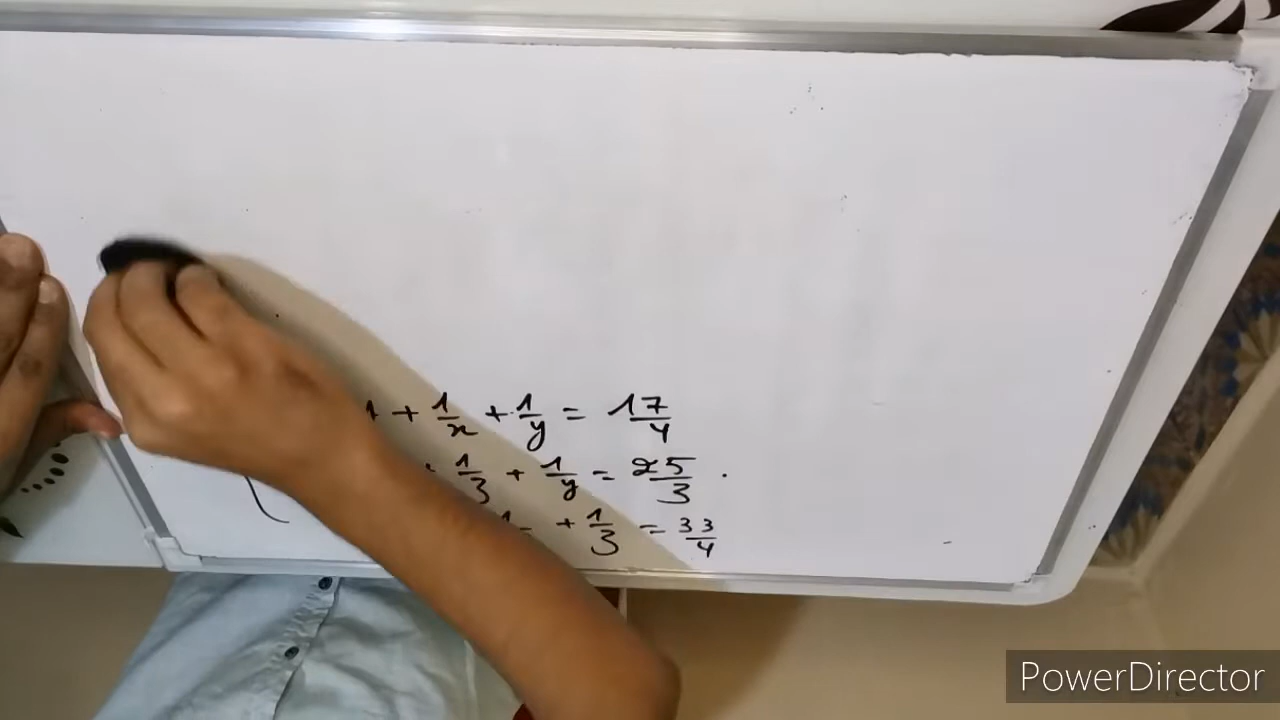 1 + 1/x + 1/y = 17/4
1/3 + 1/y = 25/3 .
+ 1/3 = 33/4
PowerDirector